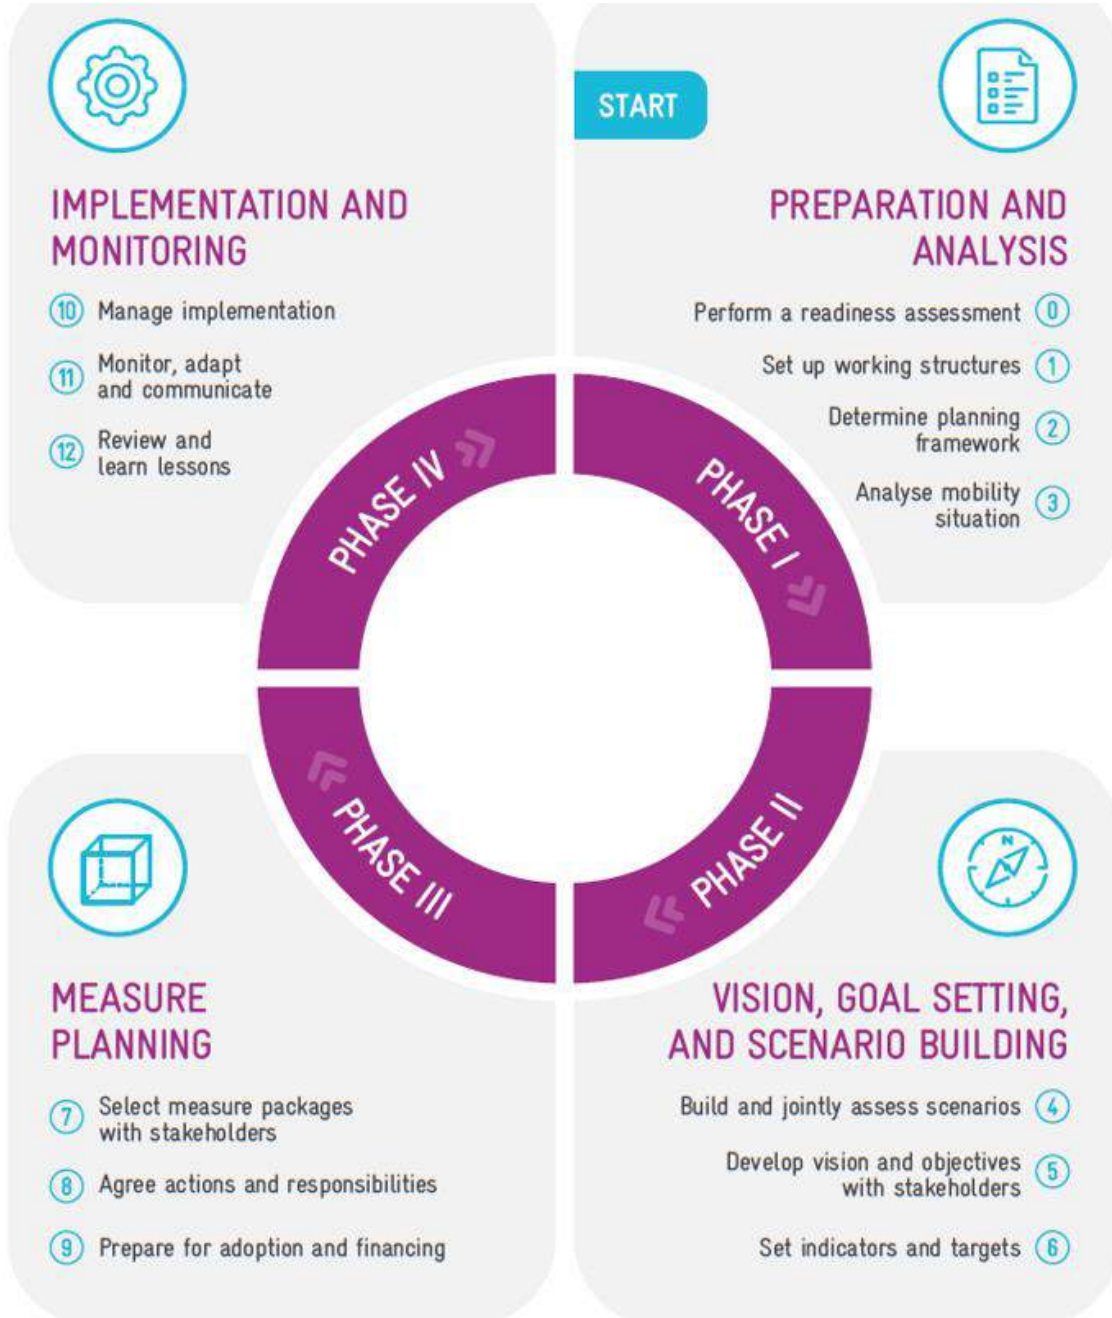 START
PREPARATION AND
ANALYSIS
Perform a readiness assessment 0
Set up working structures 1
Determine planning
framework 2
Analyse mobility
situation 3
PHASE I
PHASE II
N
VISION, GOAL SETTING,
AND SCENARIO BUILDING
Build and jointly assess scenarios 4
Develop vision and objectives
with stakeholders 5
Set indicators and targets 6
PHASE III
MEASURE
PLANNING
7 Select measure packages
with stakeholders
8 Agree actions and responsibilities
9 Prepare for adoption and financing
PHASE IV
IMPLEMENTATION AND
MONITORING
10 Manage implementation
11 Monitor, adapt
and communicate
12 Review and
learn lessons